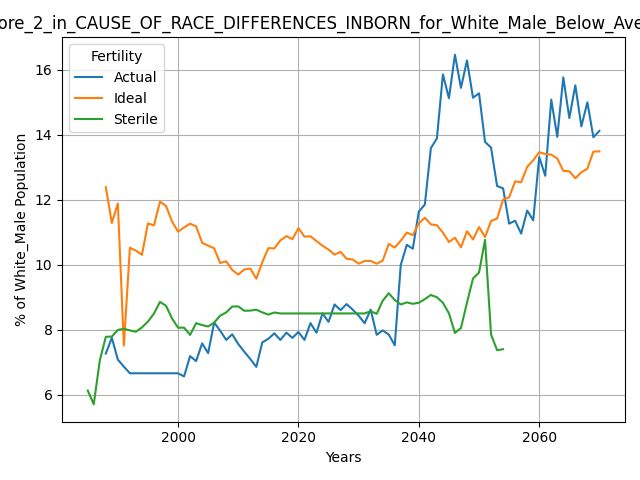 ore_2_in_CAUSE_OF_RACE_DIFFERENCES_INBORN_for_White_Male_Below_Ave
Fertility
Actual
Ideal
Sterile
% of White_Male Population
16
14
12
10
8
6
2000 2020 2040 2060
Years